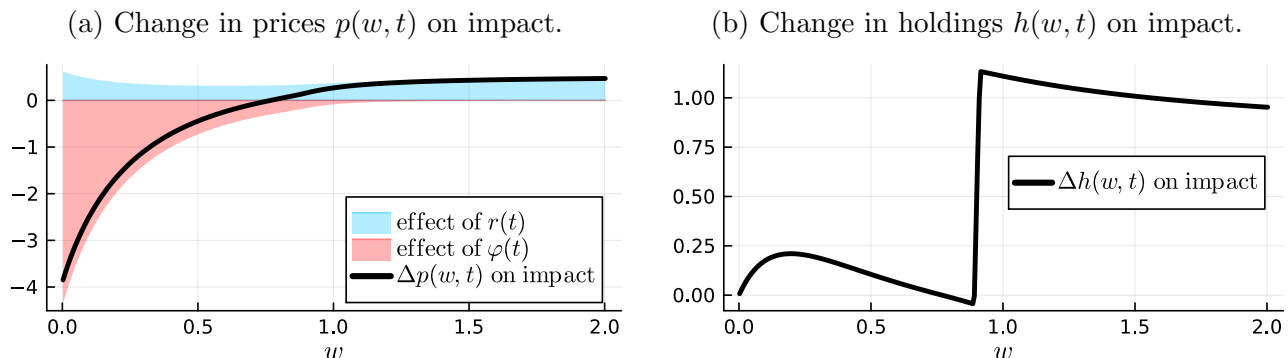 (a) Change in prices p(w, t) on impact.
0
−1
−2
−3
−4
0.0
0.5
1.0
1.5
2.0
w
effect of r(t)
effect of φ(t)
Δp(w, t) on impact
(b) Change in holdings h(w, t) on impact.
1.00
0.75
0.50
0.25
0.00
0.0
0.5
1.0
1.5
2.0
w
Δh(w, t) on impact